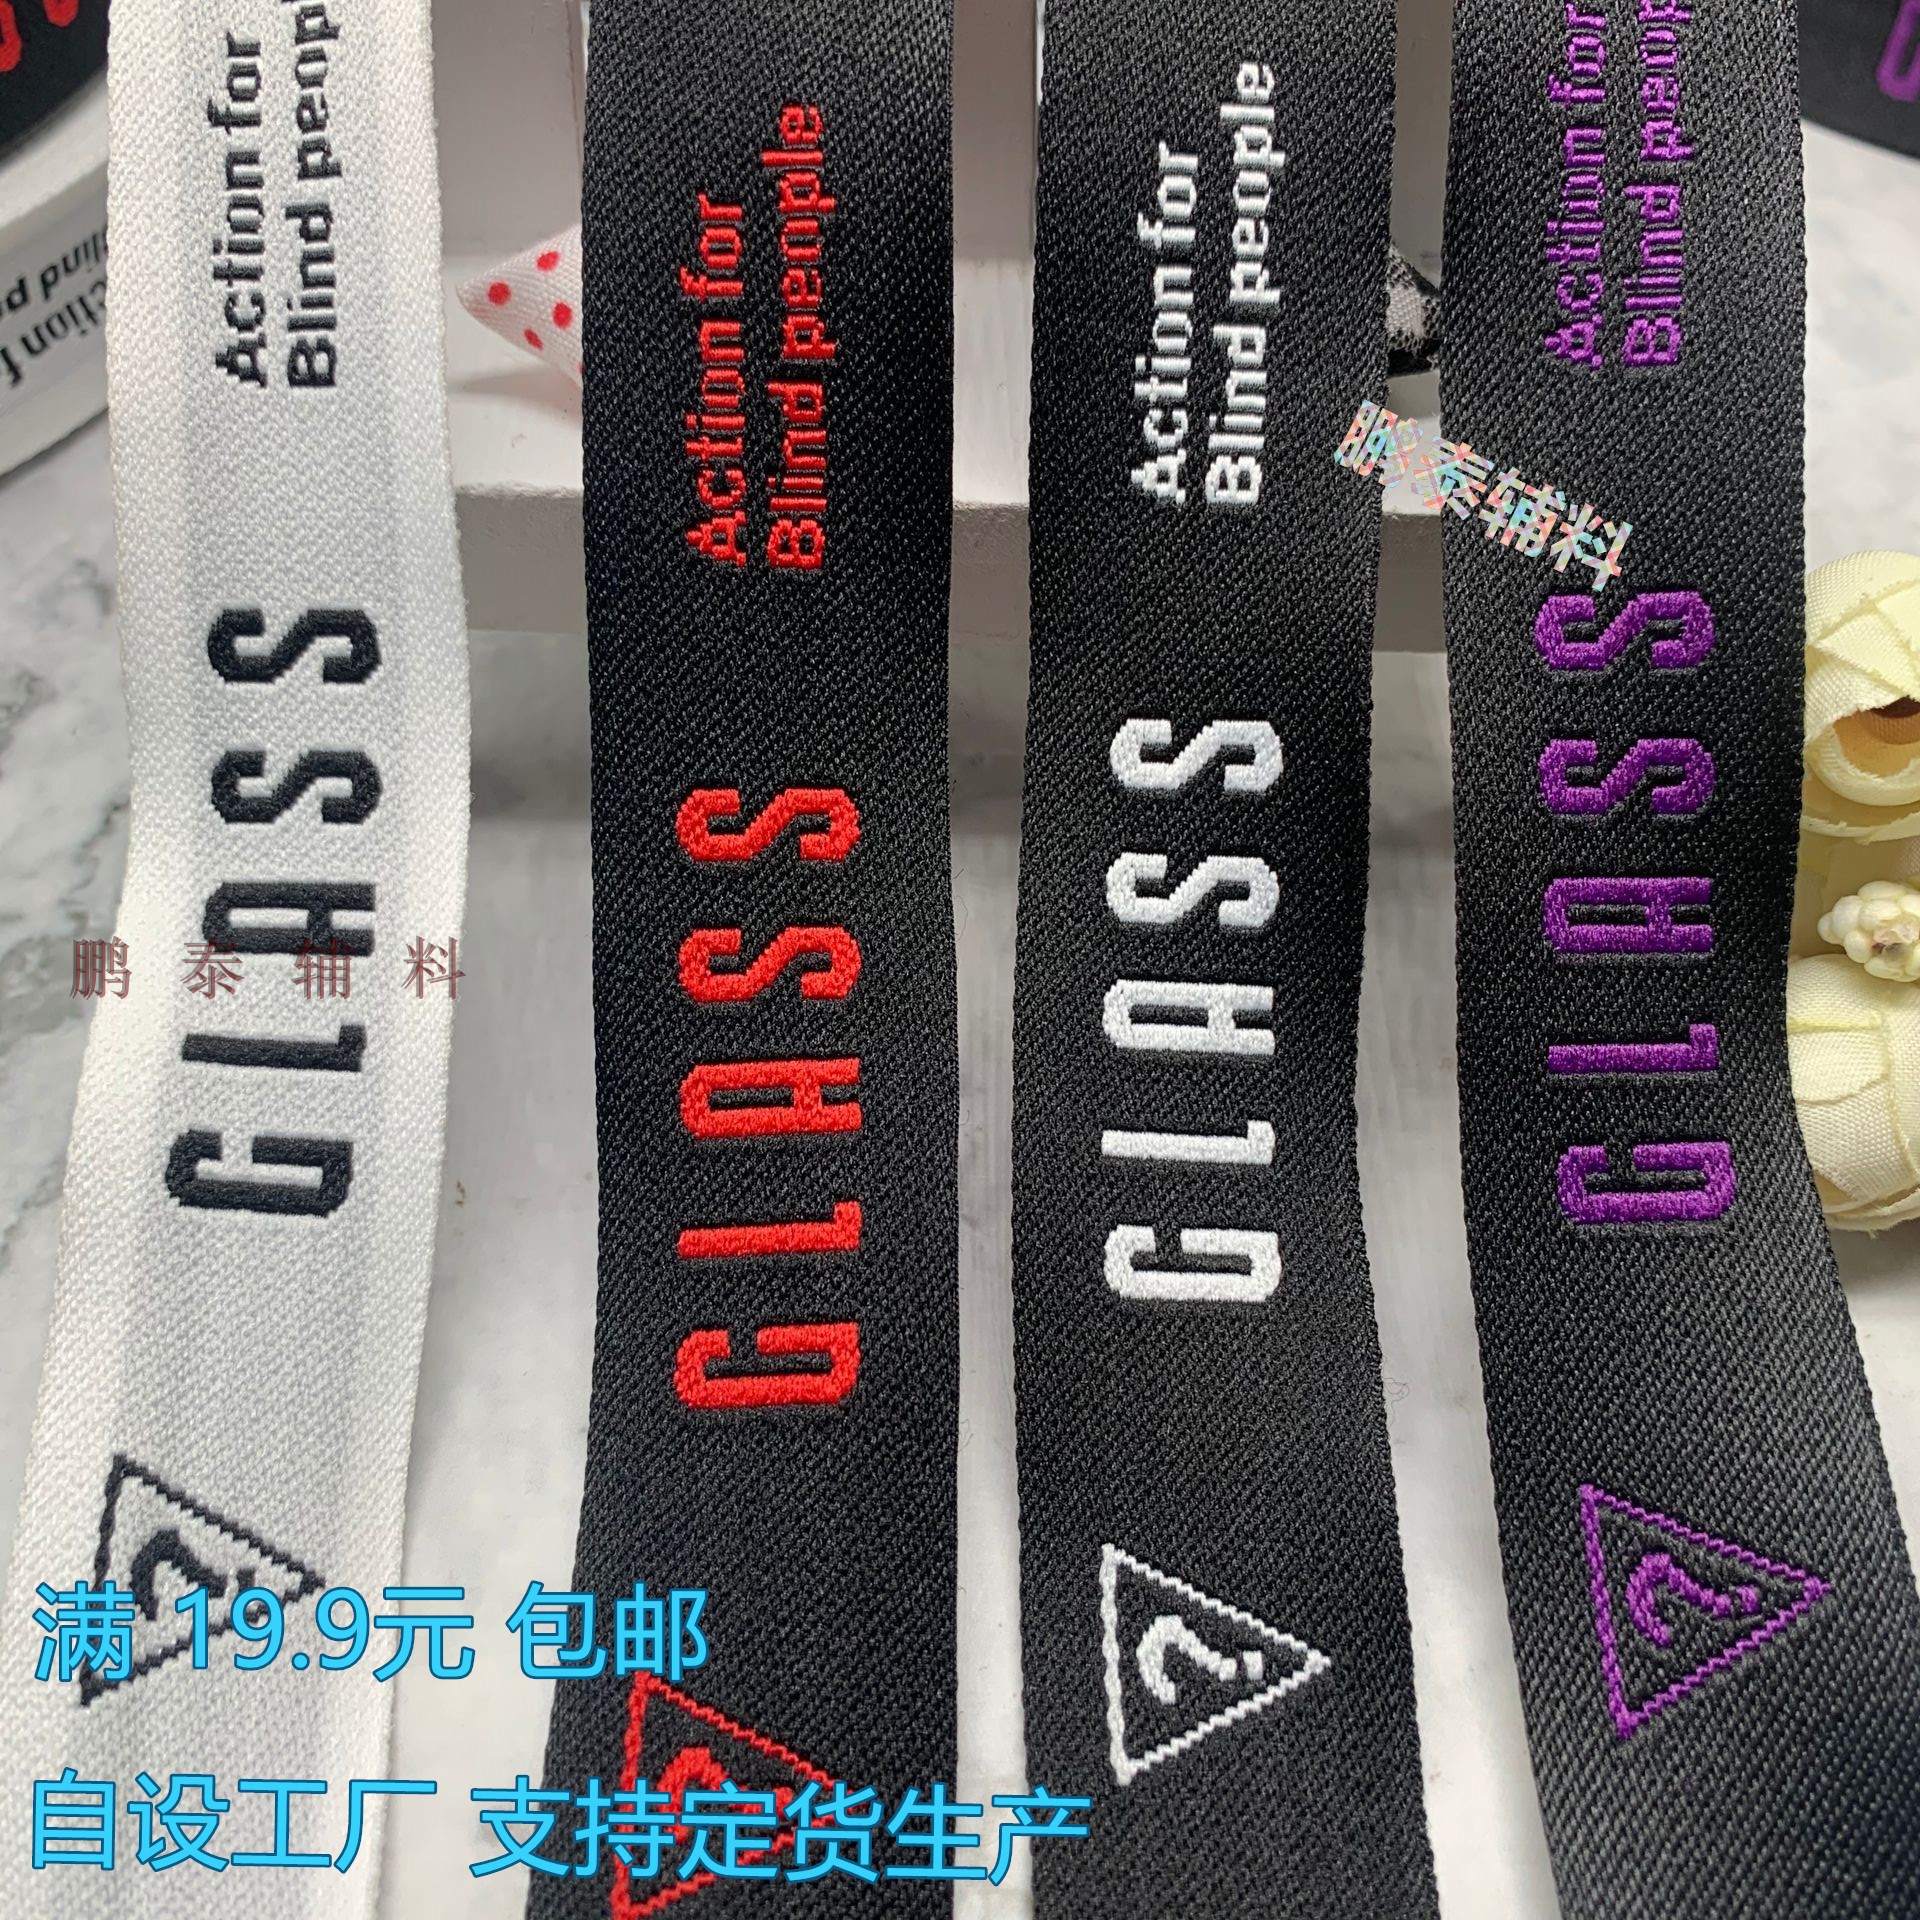 Action for
Blind
GLASS
?
Action for
Blind people
GLASS
?
Action for
Blind people
GLASS
?
Action for
Blind
GLASS
?
鹏泰辅料
鹏泰辅料
满 19.9元 包邮
自设工厂 支持定货生产